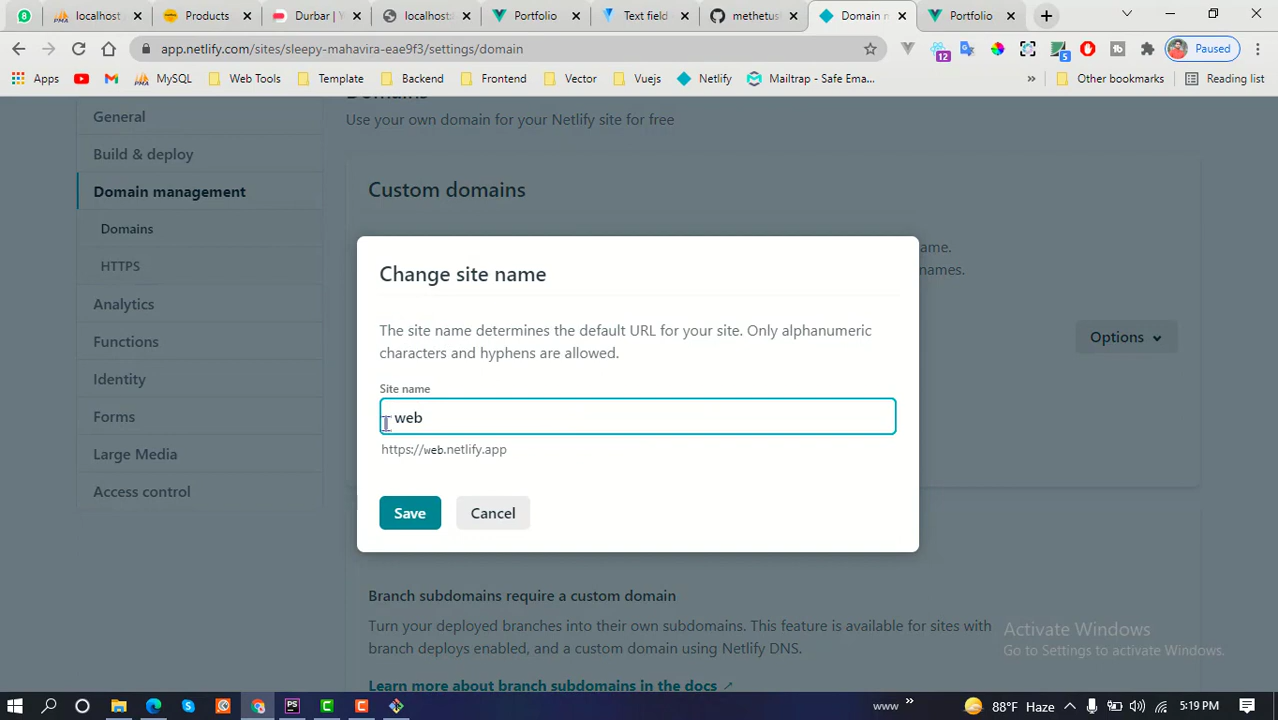 8
localhost
Products
Durbar | V
localhost
Portfolio
Text field
methetus
Domain m
Portfolio
app.netlify.com/sites/sleepy-mahavira-eae9f3/settings/domain
12
5
Paused
Apps
MySQL
Web Tools
Template
Backend
Frontend
Vector
Vuejs
Netlify
Mailtrap - Safe Ema...
»
Other bookmarks
Reading list
Domains
General
Use your own domain for your Netlify site for free
Build & deploy
Domain management
Custom domains
Domains
ame.
HTTPS
names.
Analytics
Functions
Options
Identity
Forms
Large Media
Access control
Change site name
The site name determines the default URL for your site. Only alphanumeric
characters and hyphens are allowed.
Site name
web
https://web.netlify.app
Save
Cancel
Branch subdomains require a custom domain
Turn your deployed branches into their own subdomains. This feature is available for sites with
branch deploys enabled, and a custom domain using Netlify DNS.
Learn more about branch subdomains in the docs
Activate Windows
Go to Settings to activate Windows.
www »
88°F Haze
5:19 PM